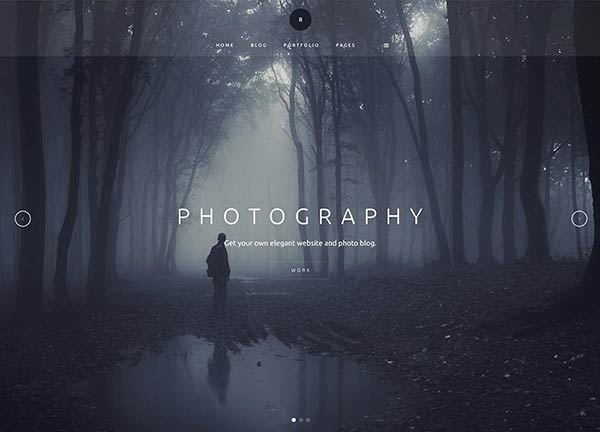 B
HOME BLOG PORTFOLIO PAGES
PHOTOGRAPHY
Get your own elegant website and photo blog.
WORK